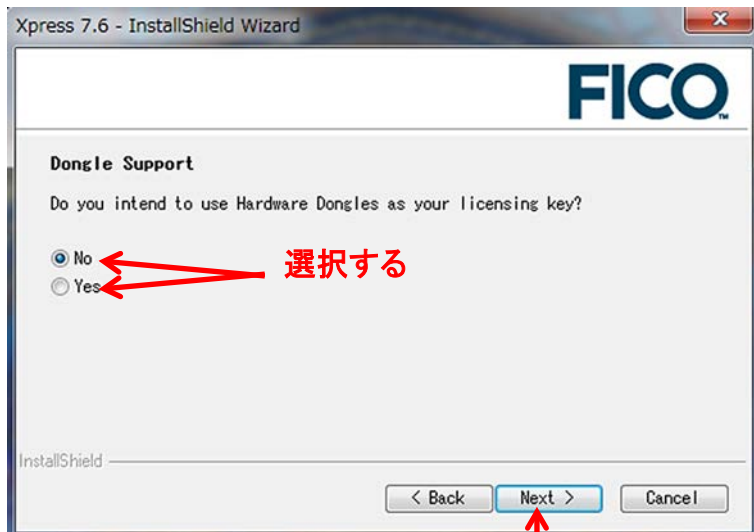 Xpress 7.6 - InstallShield Wizard
FICO™
Dongle Support
Do you intend to use Hardware Dongles as your licensing key?
No
選択する
Yes
InstallShield
< Back Next > Cancel